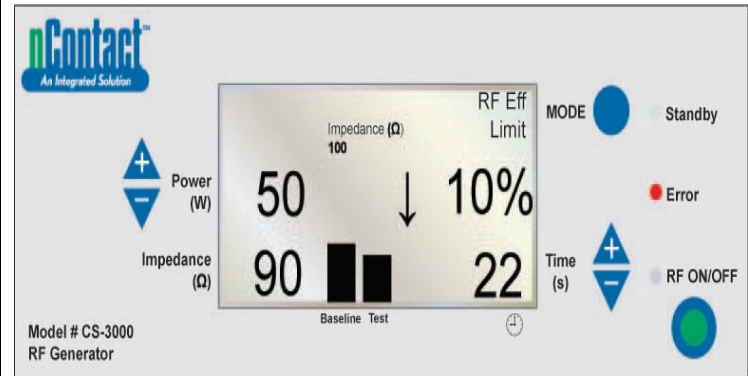 nContact™
An Integrated Solution
RF Eff
Limit
MODE
Standby
Impedance (Ω)
100
Power
(W)
50
↓
10%
Error
Impedance
(Ω)
90
22
Time
(s)
RF ON/OFF
Baseline Test
Model # CS-3000
RF Generator
+
−
+
−